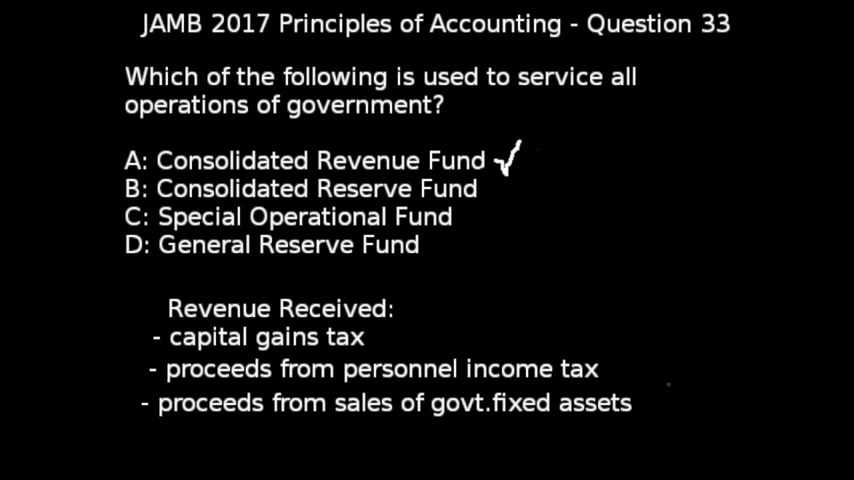 JAMB 2017 Principles of Accounting - Question 33
Which of the following is used to service all
operations of government?
A: Consolidated Revenue Fund
B: Consolidated Reserve Fund
C: Special Operational Fund
D: General Reserve Fund
Revenue Received:
- capital gains tax
- proceeds from personnel income tax
- proceeds from sales of govt.fixed assets